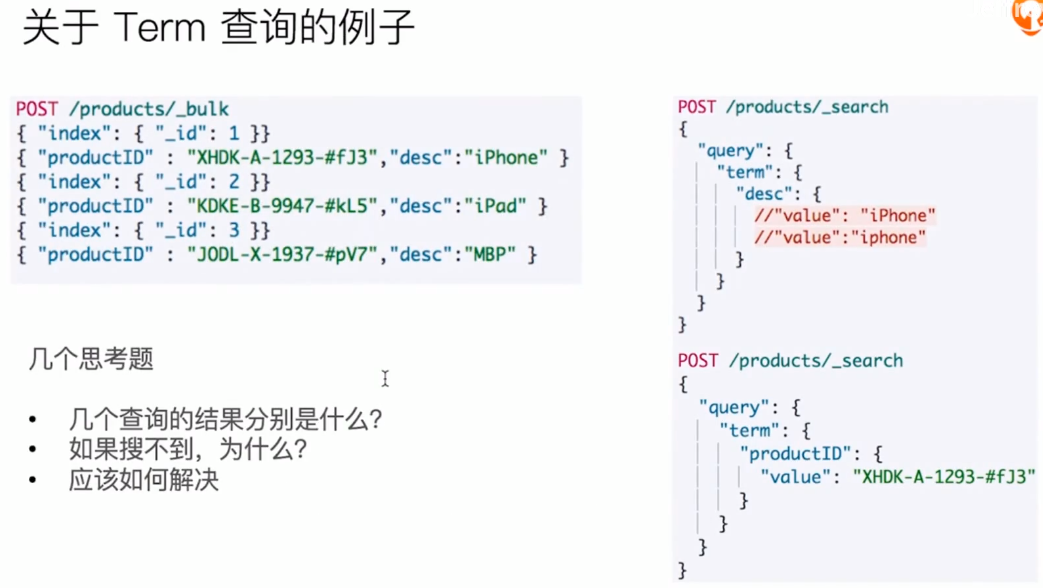 关于 Term 查询的例子
POST /products/_bulk
{ "index": { "_id": 1 }}
{ "productID" : "XHDK-A-1293-#fJ3","desc":"iPhone" }
{ "index": { "_id": 2 }}
{ "productID" : "KDKE-B-9947-#kL5","desc":"iPad" }
{ "index": { "_id": 3 }}
{ "productID" : "JODL-X-1937-#pV7","desc":"MBP" }
几个思考题
• 几个查询的结果分别是什么?
• 如果搜不到，为什么?
• 应该如何解决
POST /products/_search
{
"query": {
"term": {
"desc": {
//"value": "iPhone"
//"value":"iphone"
}
}
}
}
POST /products/_search
{
"query": {
"term": {
"productID": {
"value": "XHDK-A-1293-#fJ3"
}
}
}
}